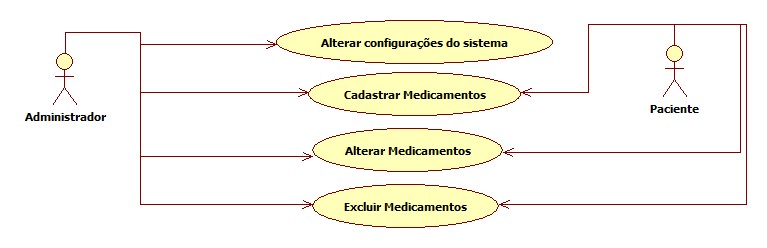 Alterar configurações do sistema
Administrador
Cadastrar Medicamentos
Paciente
Alterar Medicamentos
Excluir Medicamentos